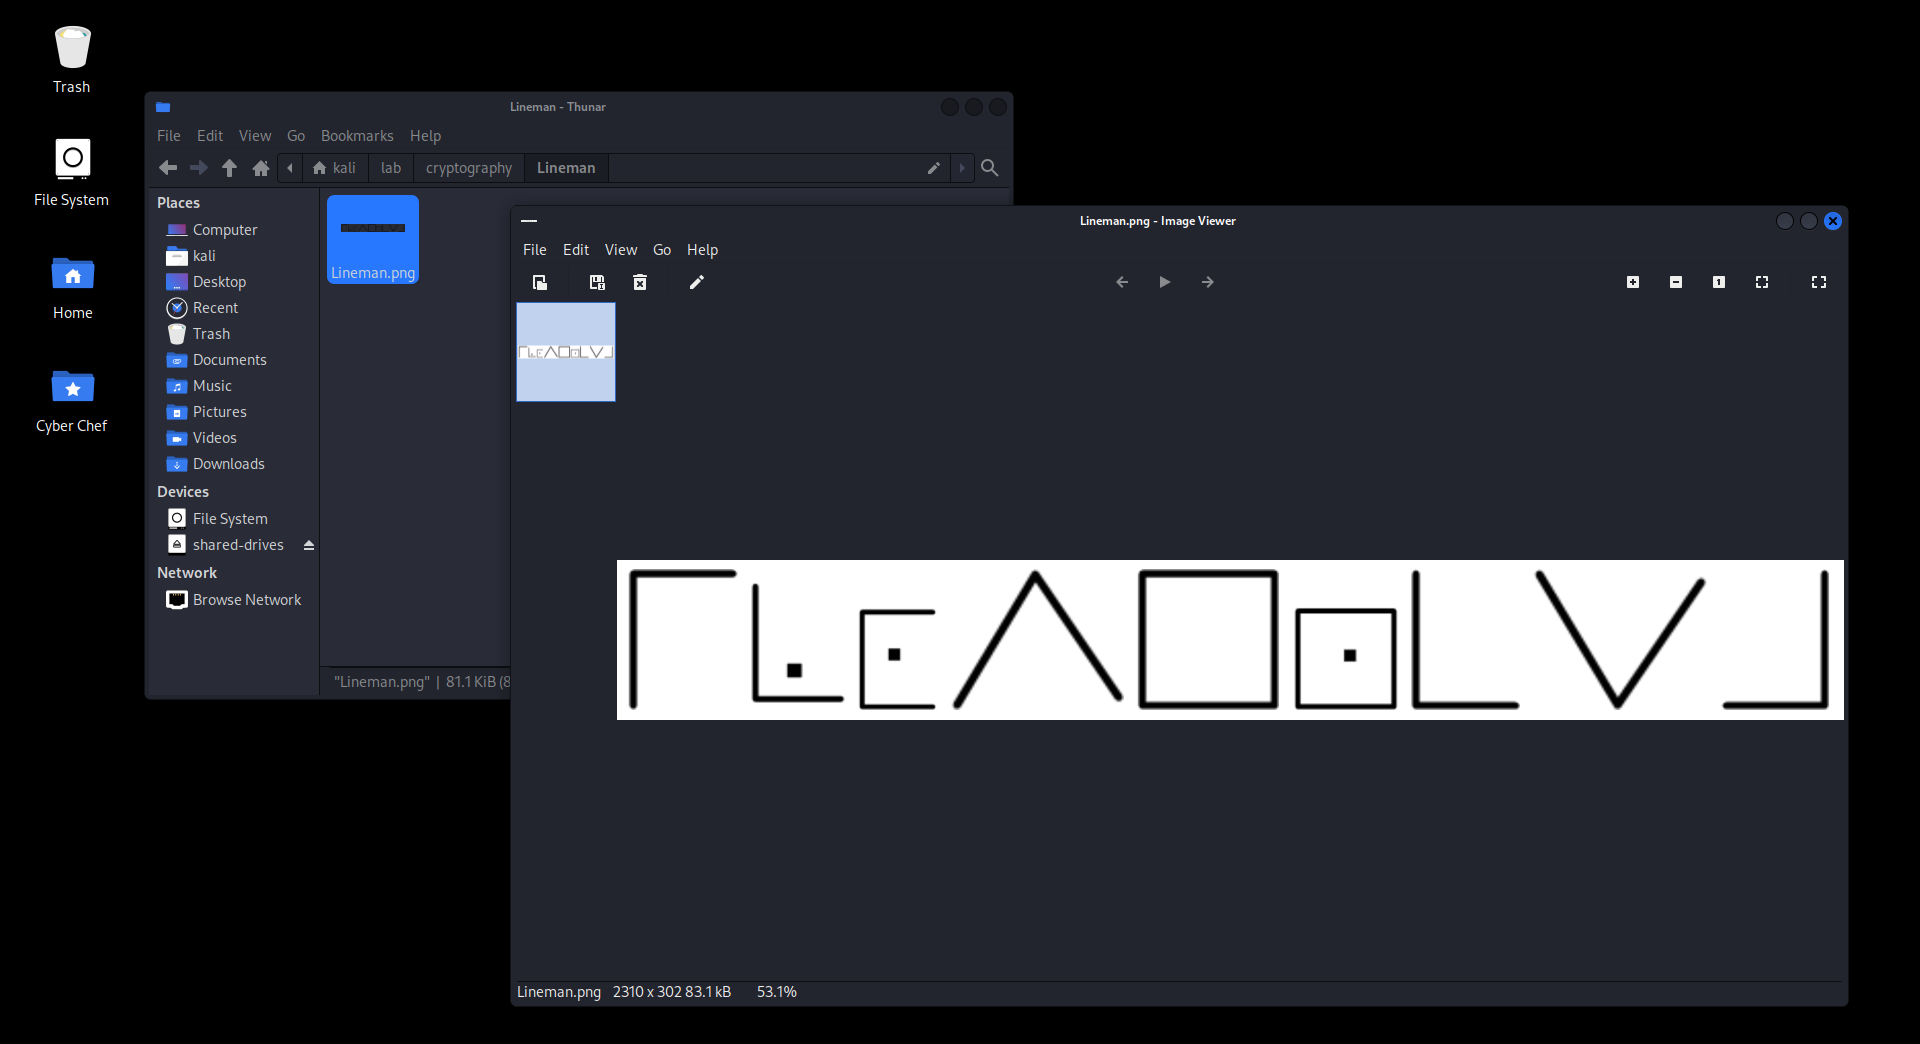 Trash
File System
Home
Cyber Chef
Lineman - Thunar
File Edit View Go Bookmarks Help
kali lab cryptography Lineman
Places
Computer
kali
Desktop
Recent
Trash
Documents
Music
Pictures
Videos
Downloads
Devices
File System
shared-drives
Network
Browse Network
Lineman.png
"Lineman.png" | 81.1 KiB (8
Lineman.png - Image Viewer
File Edit View Go Help
Lineman.png 2310 x 302 83.1 kB 53.1%